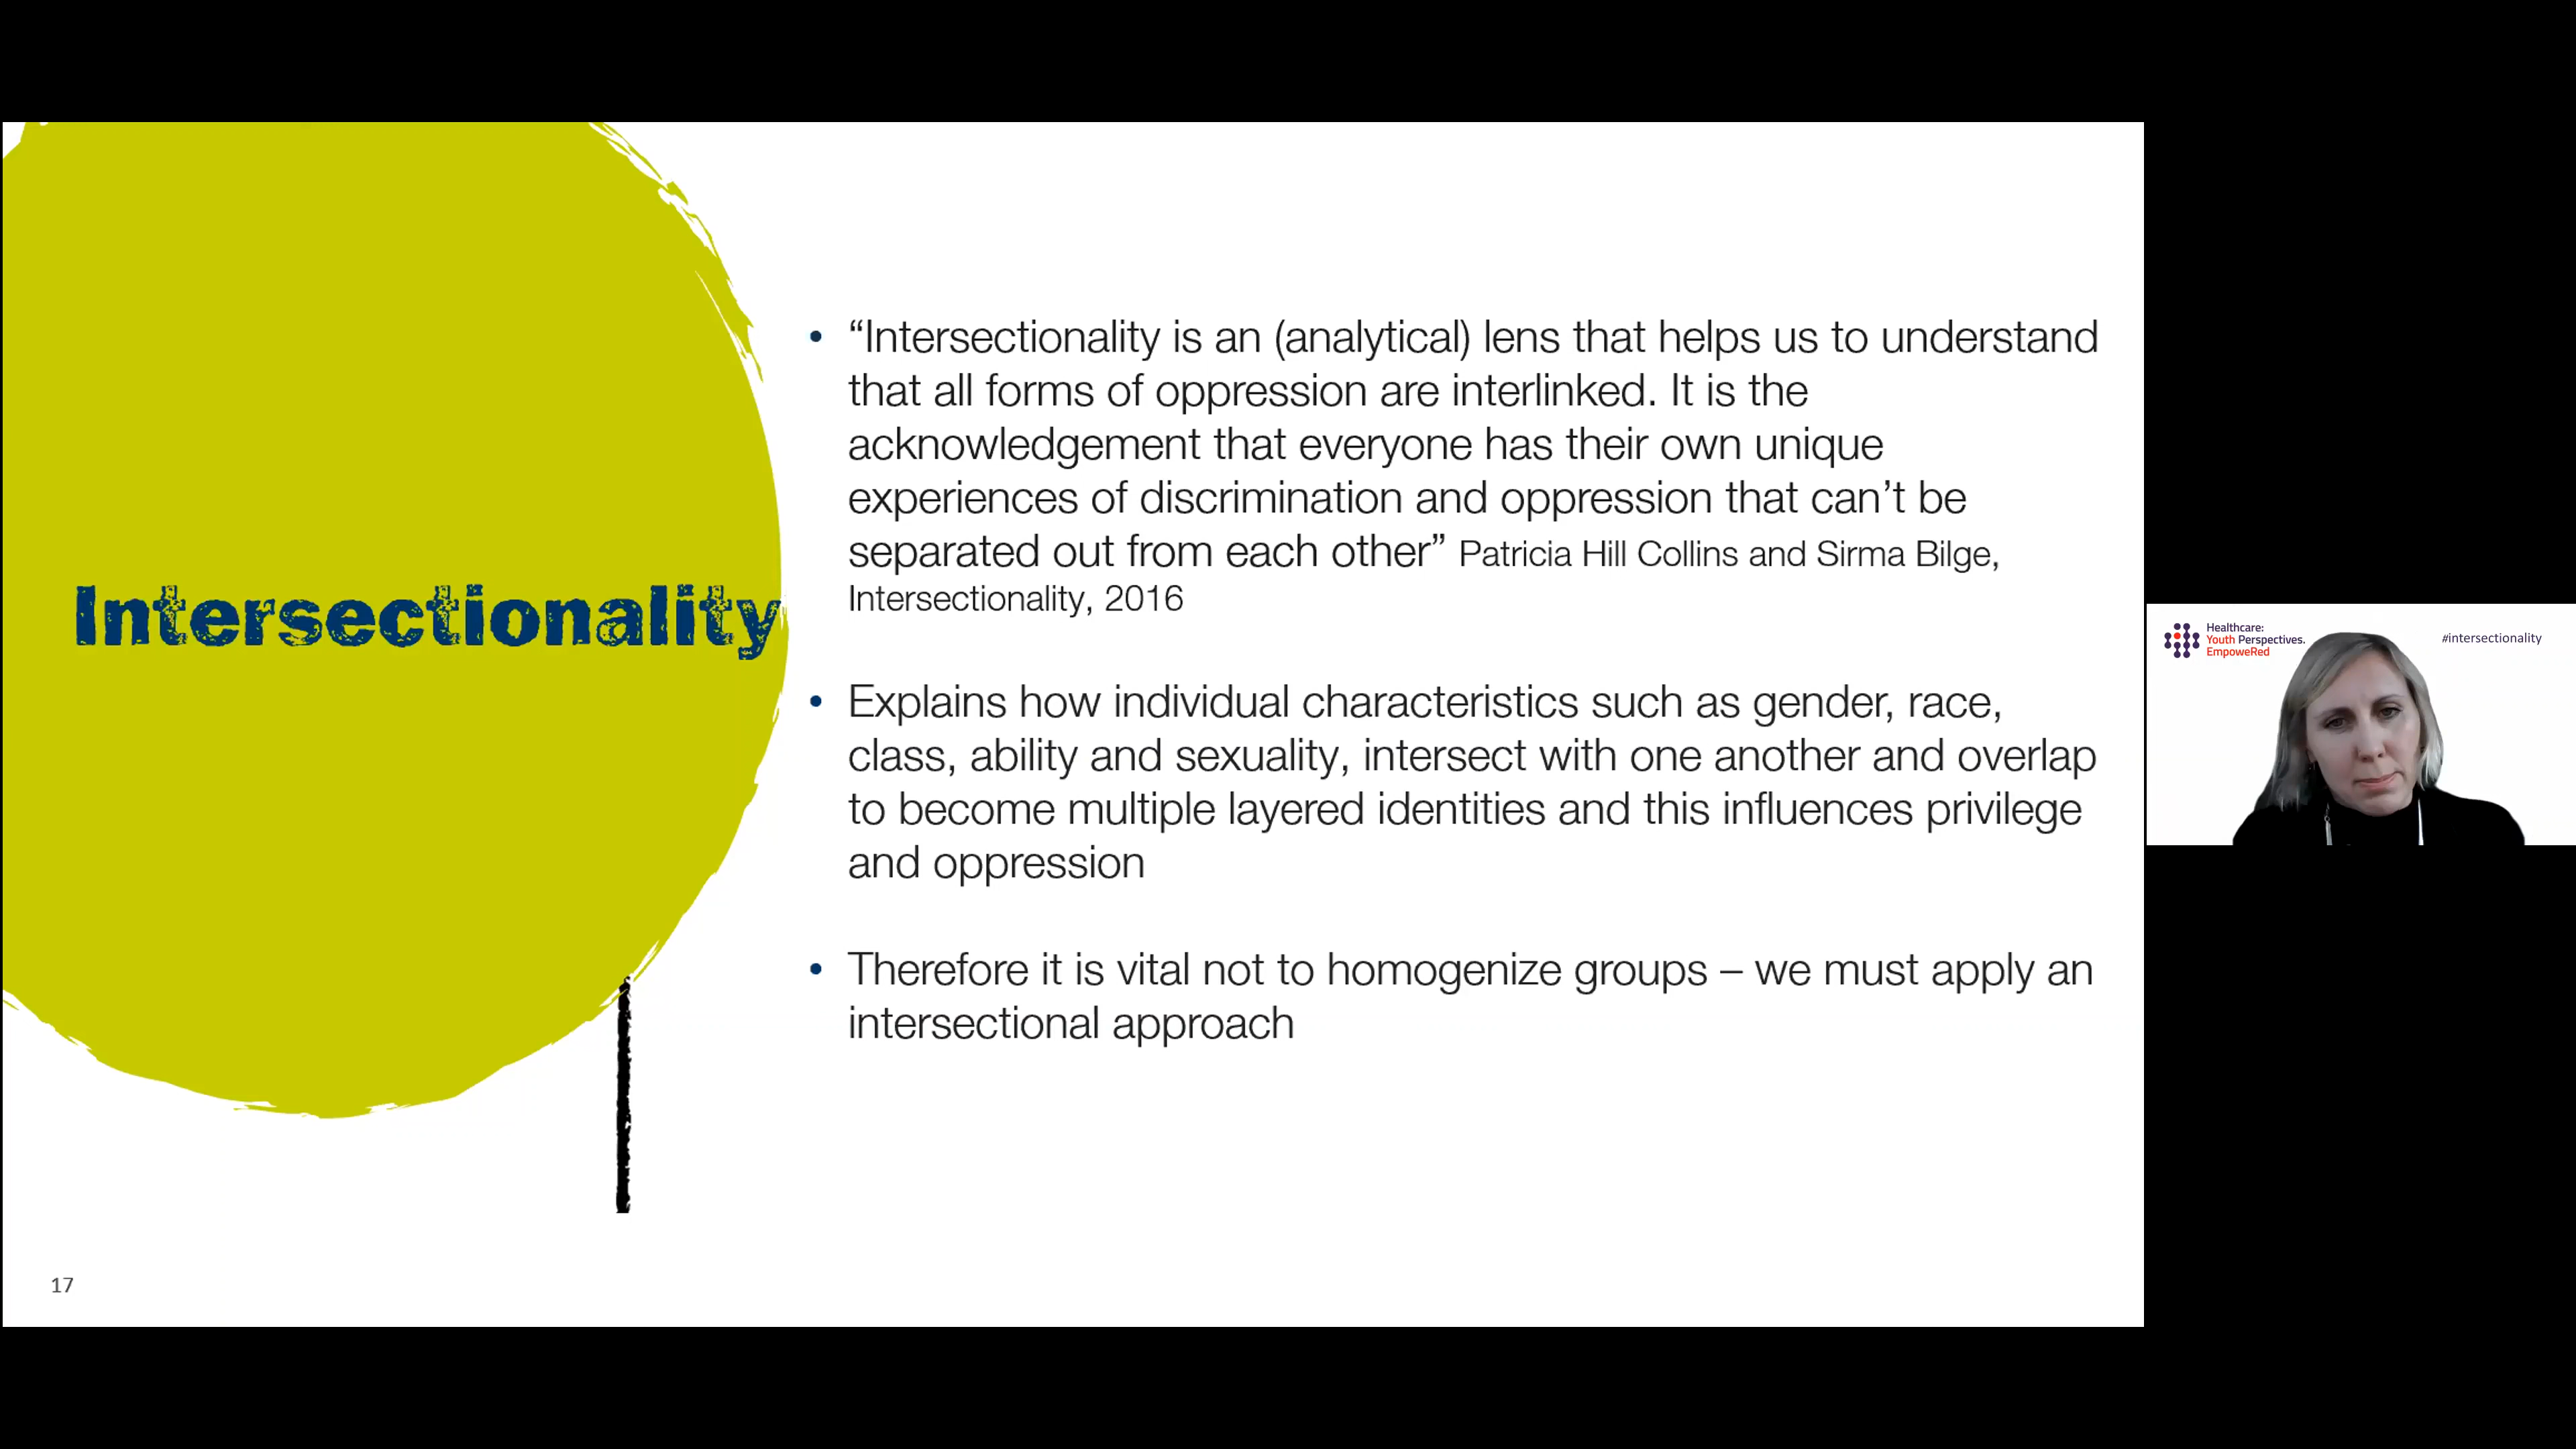 Intersectionality
• “Intersectionality is an (analytical) lens that helps us to understand
that all forms of oppression are interlinked. It is the
acknowledgement that everyone has their own unique
experiences of discrimination and oppression that can’t be
separated out from each other” Patricia Hill Collins and Sirma Bilge,
Intersectionality, 2016
• Explains how individual characteristics such as gender, race,
class, ability and sexuality, intersect with one another and overlap
to become multiple layered identities and this influences privilege
and oppression
• Therefore it is vital not to homogenize groups – we must apply an
intersectional approach
17
Healthcare:
Youth Perspectives.
EmpoweRed
#intersectionality